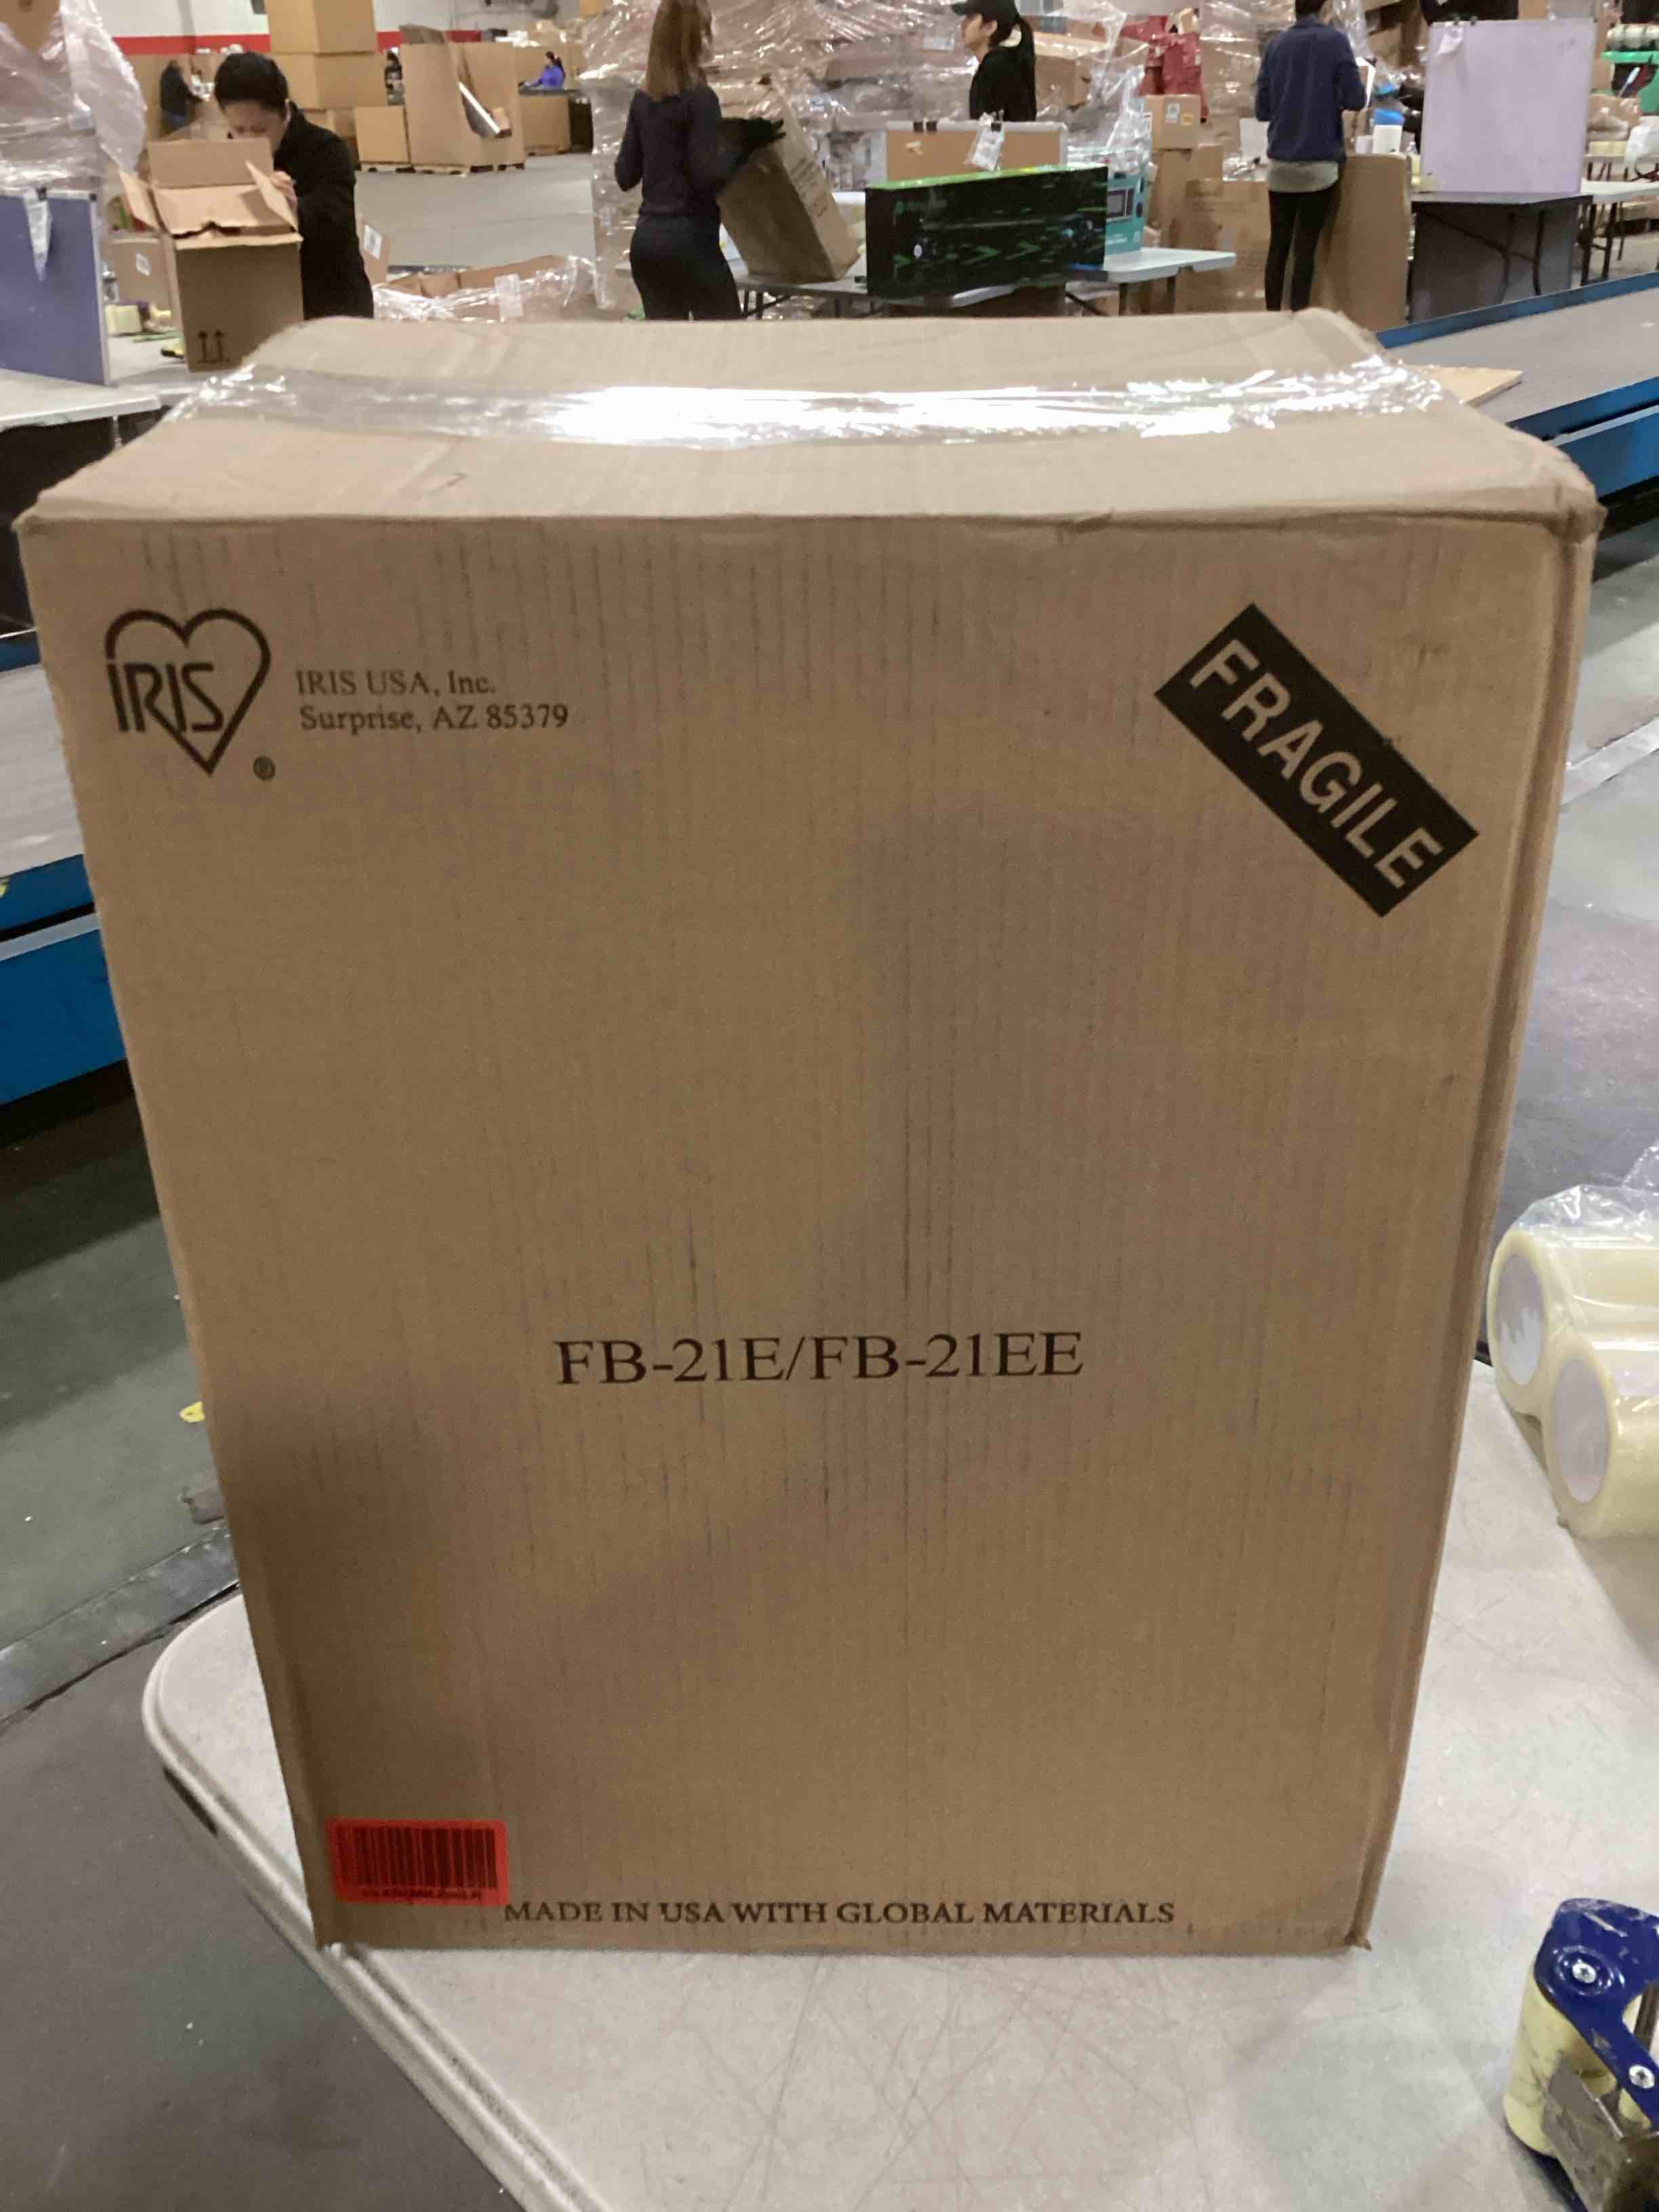 IRIS
®
IRIS USA, Inc.
Surprise, AZ 85379
FRAGILE
FB-21E/FB-21EE
MADE IN USA WITH GLOBAL MATERIALS